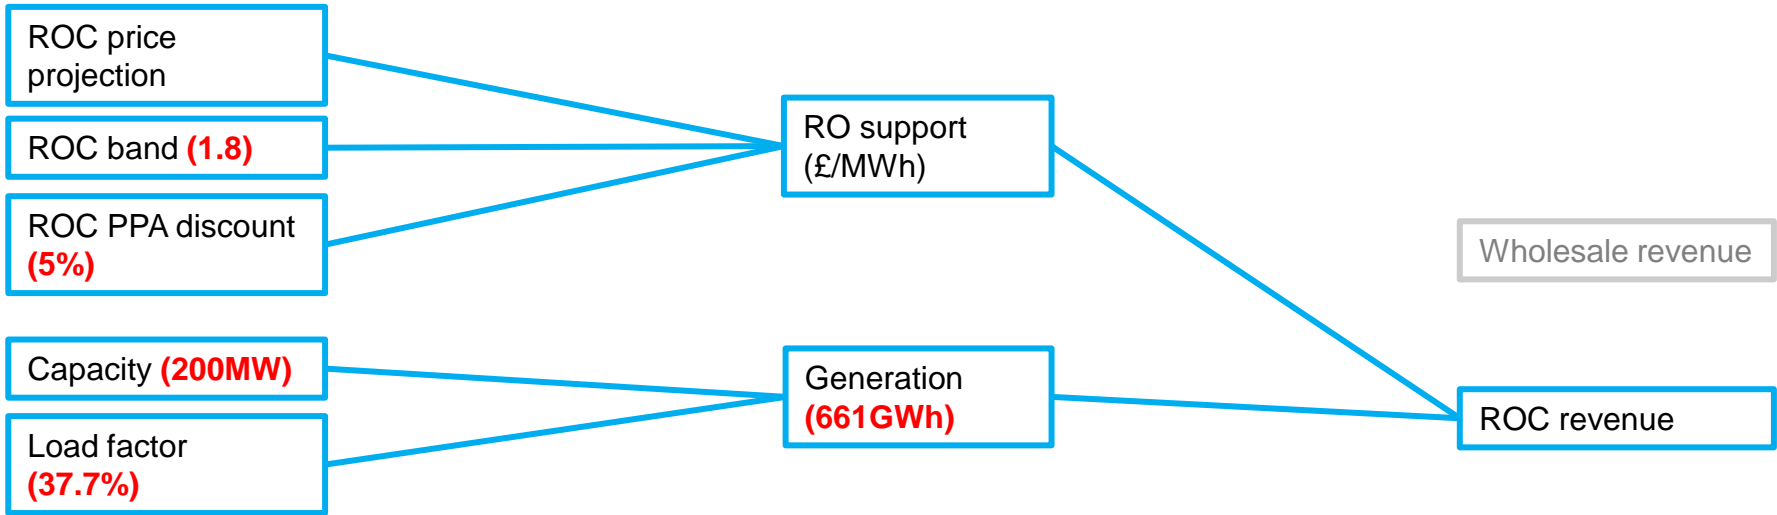 ROC price
projection
ROC band (1.8)
ROC PPA discount
(5%)
Capacity (200MW)
Load factor
(37.7%)
RO support
(£/MWh)
Generation
(661GWh)
Wholesale revenue
ROC revenue